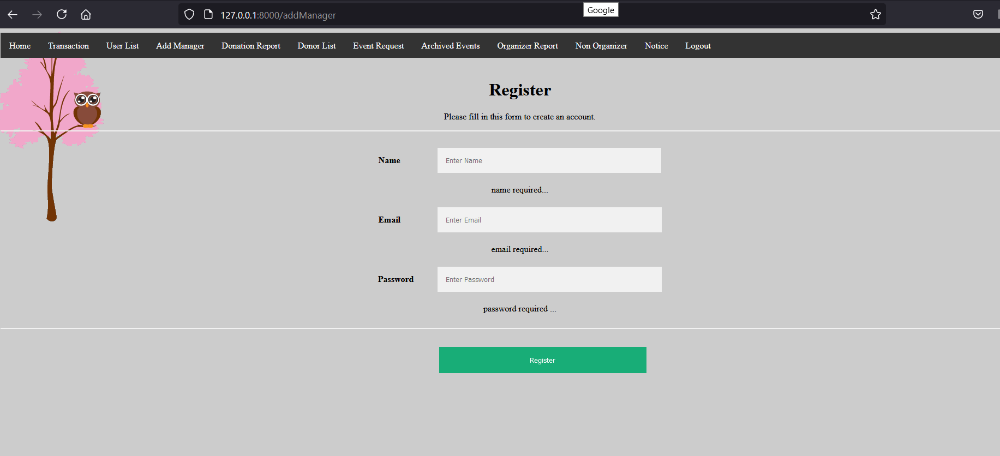 Google
127.0.0.1:8000/addManager
Home Transaction User List Add Manager Donation Report Donor List Event Request Archived Events Organizer Report Non Organizer Notice Logout
Register
Please fill in this form to create an account.
Name Enter Name
name required...
Email Enter Email
email required...
Password Enter Password
password required ...
Register